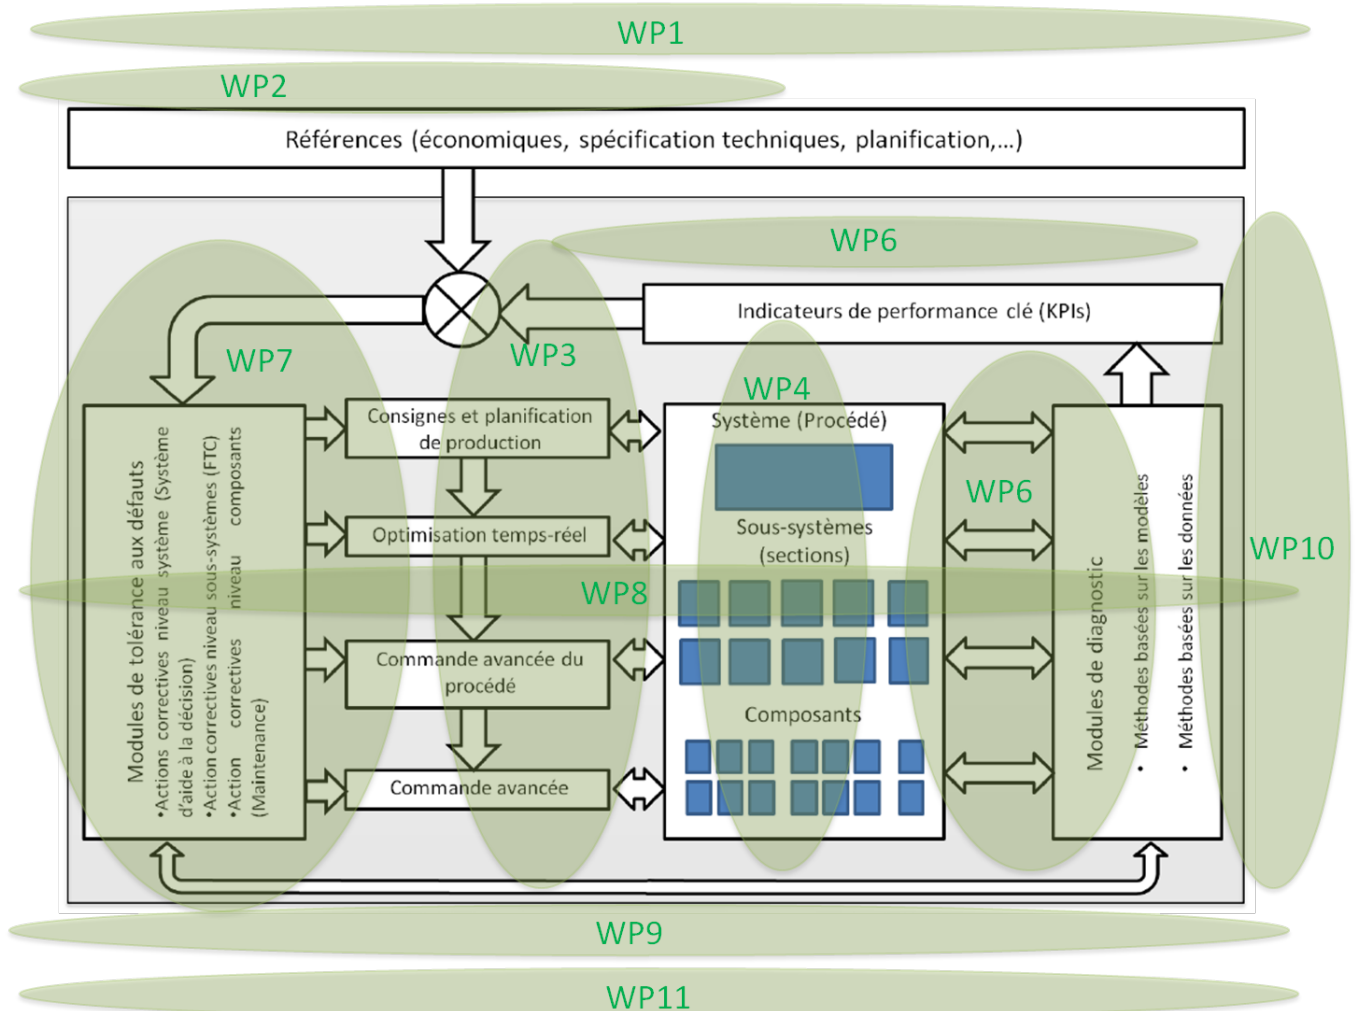 WP1
WP2
Références (économiques, spécification techniques, planification,...)
WP6
Indicateurs de performance clé (KPIs)
WP7
WP3
WP4
Consignes et planification
de production
Système (Procédé)
Optimisation temps-réel
Sous-systèmes
(sections)
WP6
WP10
WP8
Commande avancée du
procédé
Composants
Commande avancée
Modules de tolérance aux défauts
•Actions correctives niveau système (Système
d'aide à la décision)
•Action correctives niveau sous-systèmes (FTC)
•Action correctives niveau composants
(Maintenance)
Modules de diagnostic
• Méthodes basées sur les modèles
• Méthodes basées sur les données
WP9
WP11